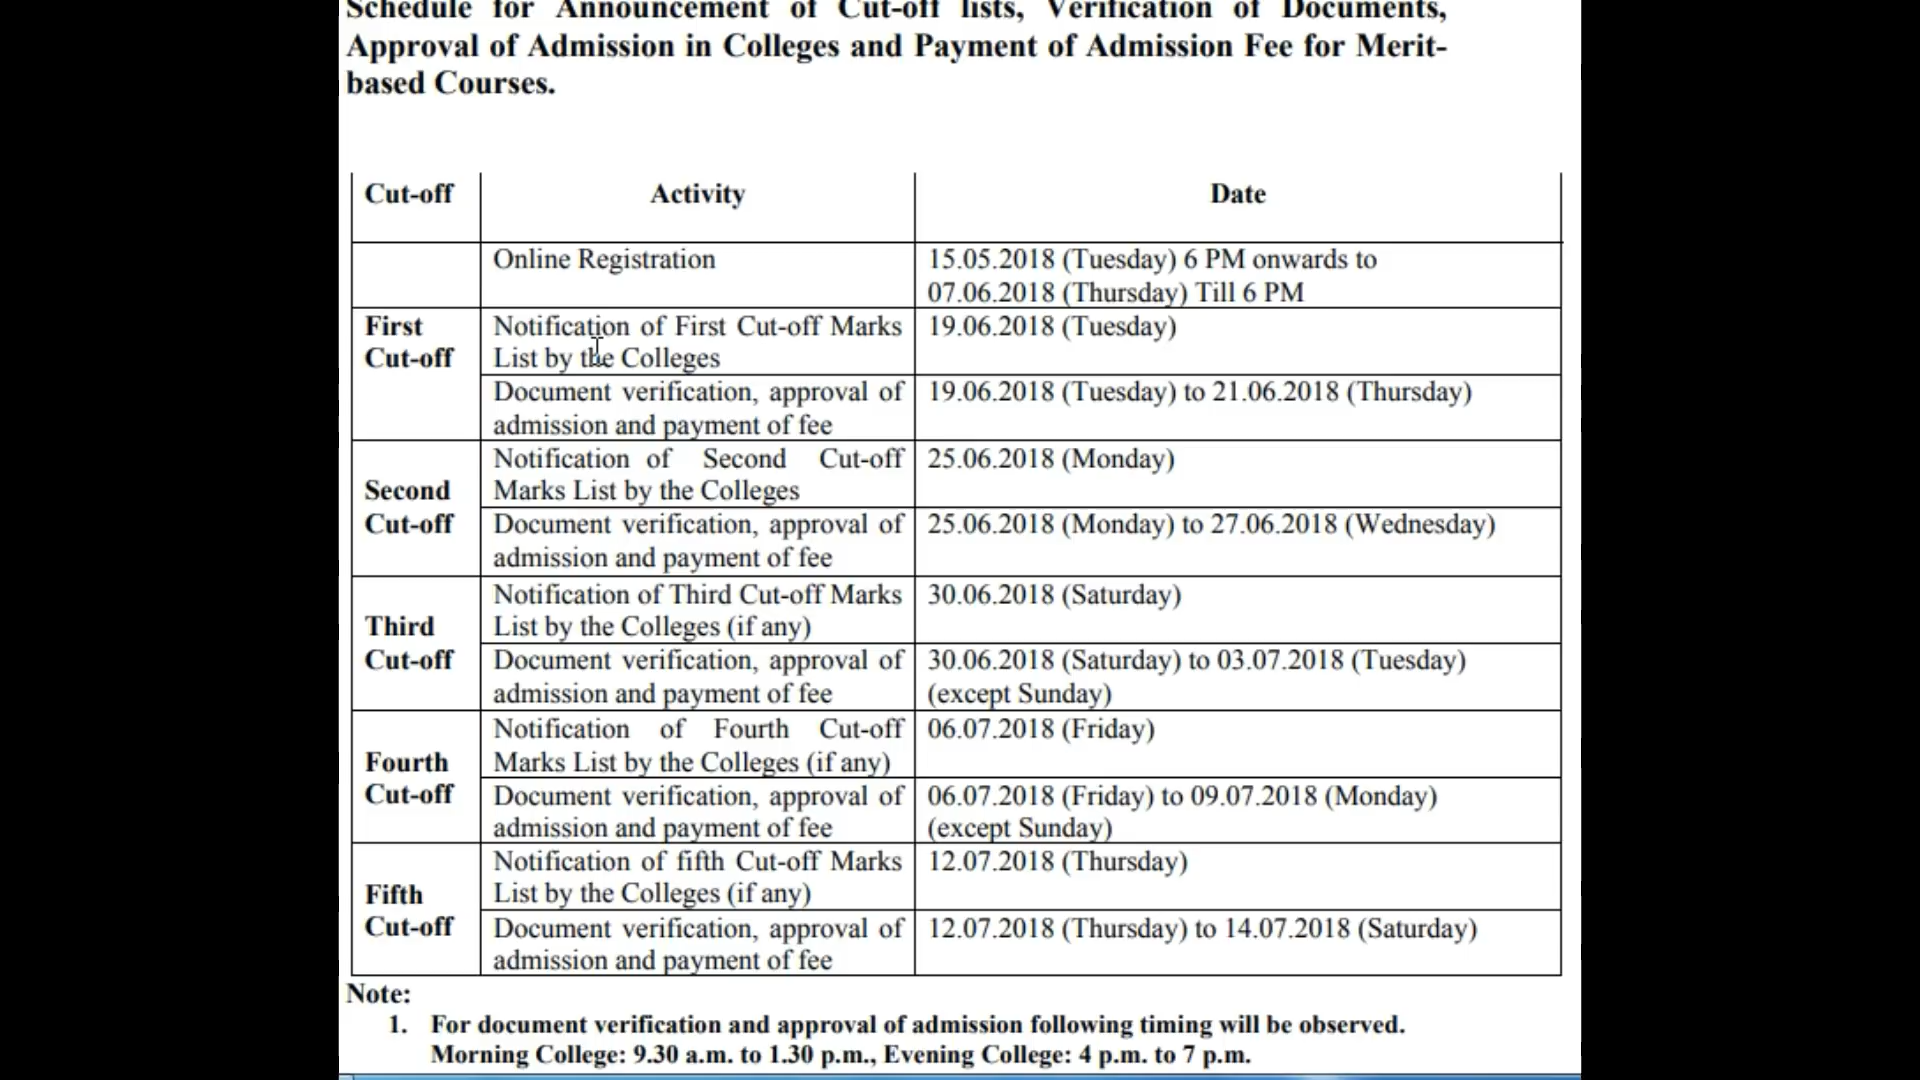 Schedule for Announcement of Cut-off lists, Verification of Documents,
Approval of Admission in Colleges and Payment of Admission Fee for Merit-
based Courses.
Cut-off Activity Date
Online Registration 15.05.2018 (Tuesday) 6 PM onwards to
07.06.2018 (Thursday) Till 6 PM
First Notification of First Cut-off Marks 19.06.2018 (Tuesday)
Cut-off List by the Colleges
Document verification, approval of 19.06.2018 (Tuesday) to 21.06.2018 (Thursday)
admission and payment of fee
Notification of Second Cut-off 25.06.2018 (Monday)
Second Marks List by the Colleges
Cut-off Document verification, approval of 25.06.2018 (Monday) to 27.06.2018 (Wednesday)
admission and payment of fee
Notification of Third Cut-off Marks 30.06.2018 (Saturday)
Third List by the Colleges (if any)
Cut-off Document verification, approval of 30.06.2018 (Saturday) to 03.07.2018 (Tuesday)
admission and payment of fee (except Sunday)
Notification of Fourth Cut-off 06.07.2018 (Friday)
Fourth Marks List by the Colleges (if any)
Cut-off Document verification, approval of 06.07.2018 (Friday) to 09.07.2018 (Monday)
admission and payment of fee (except Sunday)
Notification of fifth Cut-off Marks 12.07.2018 (Thursday)
Fifth List by the Colleges (if any)
Cut-off Document verification, approval of 12.07.2018 (Thursday) to 14.07.2018 (Saturday)
admission and payment of fee
Note:
1. For document verification and approval of admission following timing will be observed.
Morning College: 9.30 a.m. to 1.30 p.m., Evening College: 4 p.m. to 7 p.m.